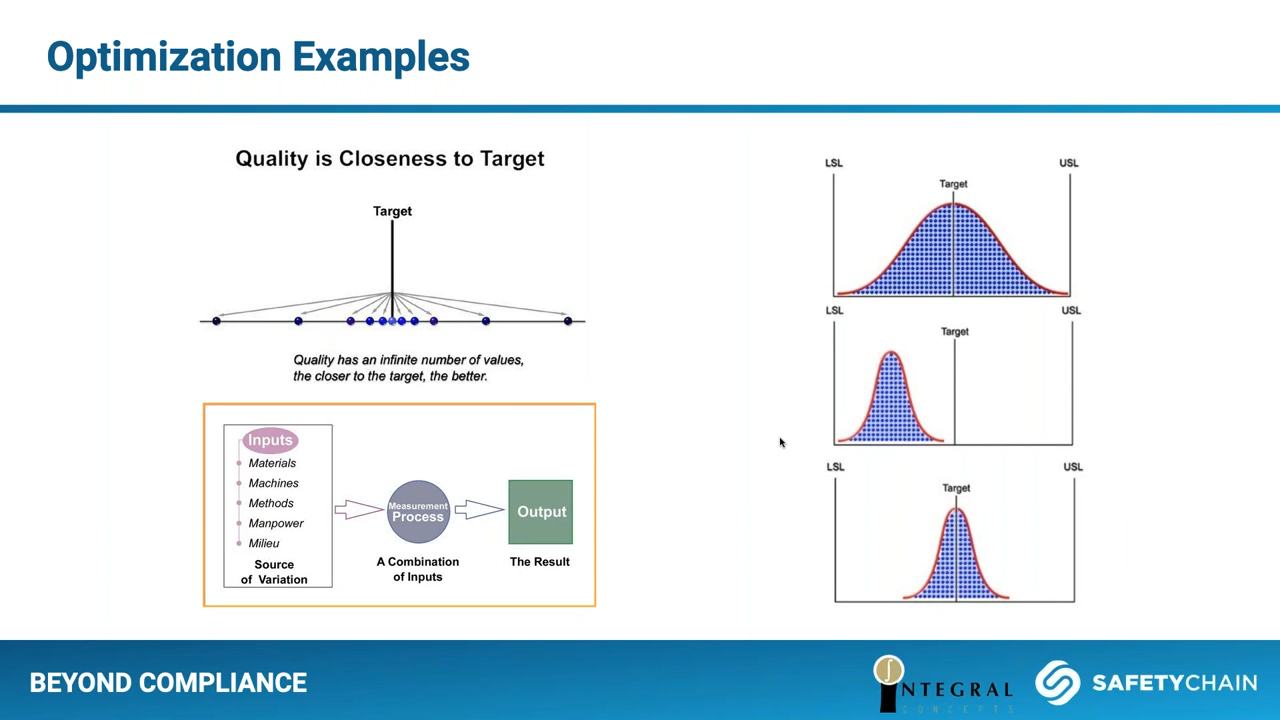 Optimization Examples
Quality is Closeness to Target
Target
Quality has an infinite number of values,
the closer to the target, the better.
Inputs
Materials
Machines
Methods
Manpower
Milieu
Source
of Variation
Measurement
Process
A Combination
of Inputs
Output
The Result
LSL
USL
Target
LSL
USL
Target
LSL
USL
Target
BEYOND COMPLIANCE
INTEGRAL
CONCEPTS
SAFETYCHAIN